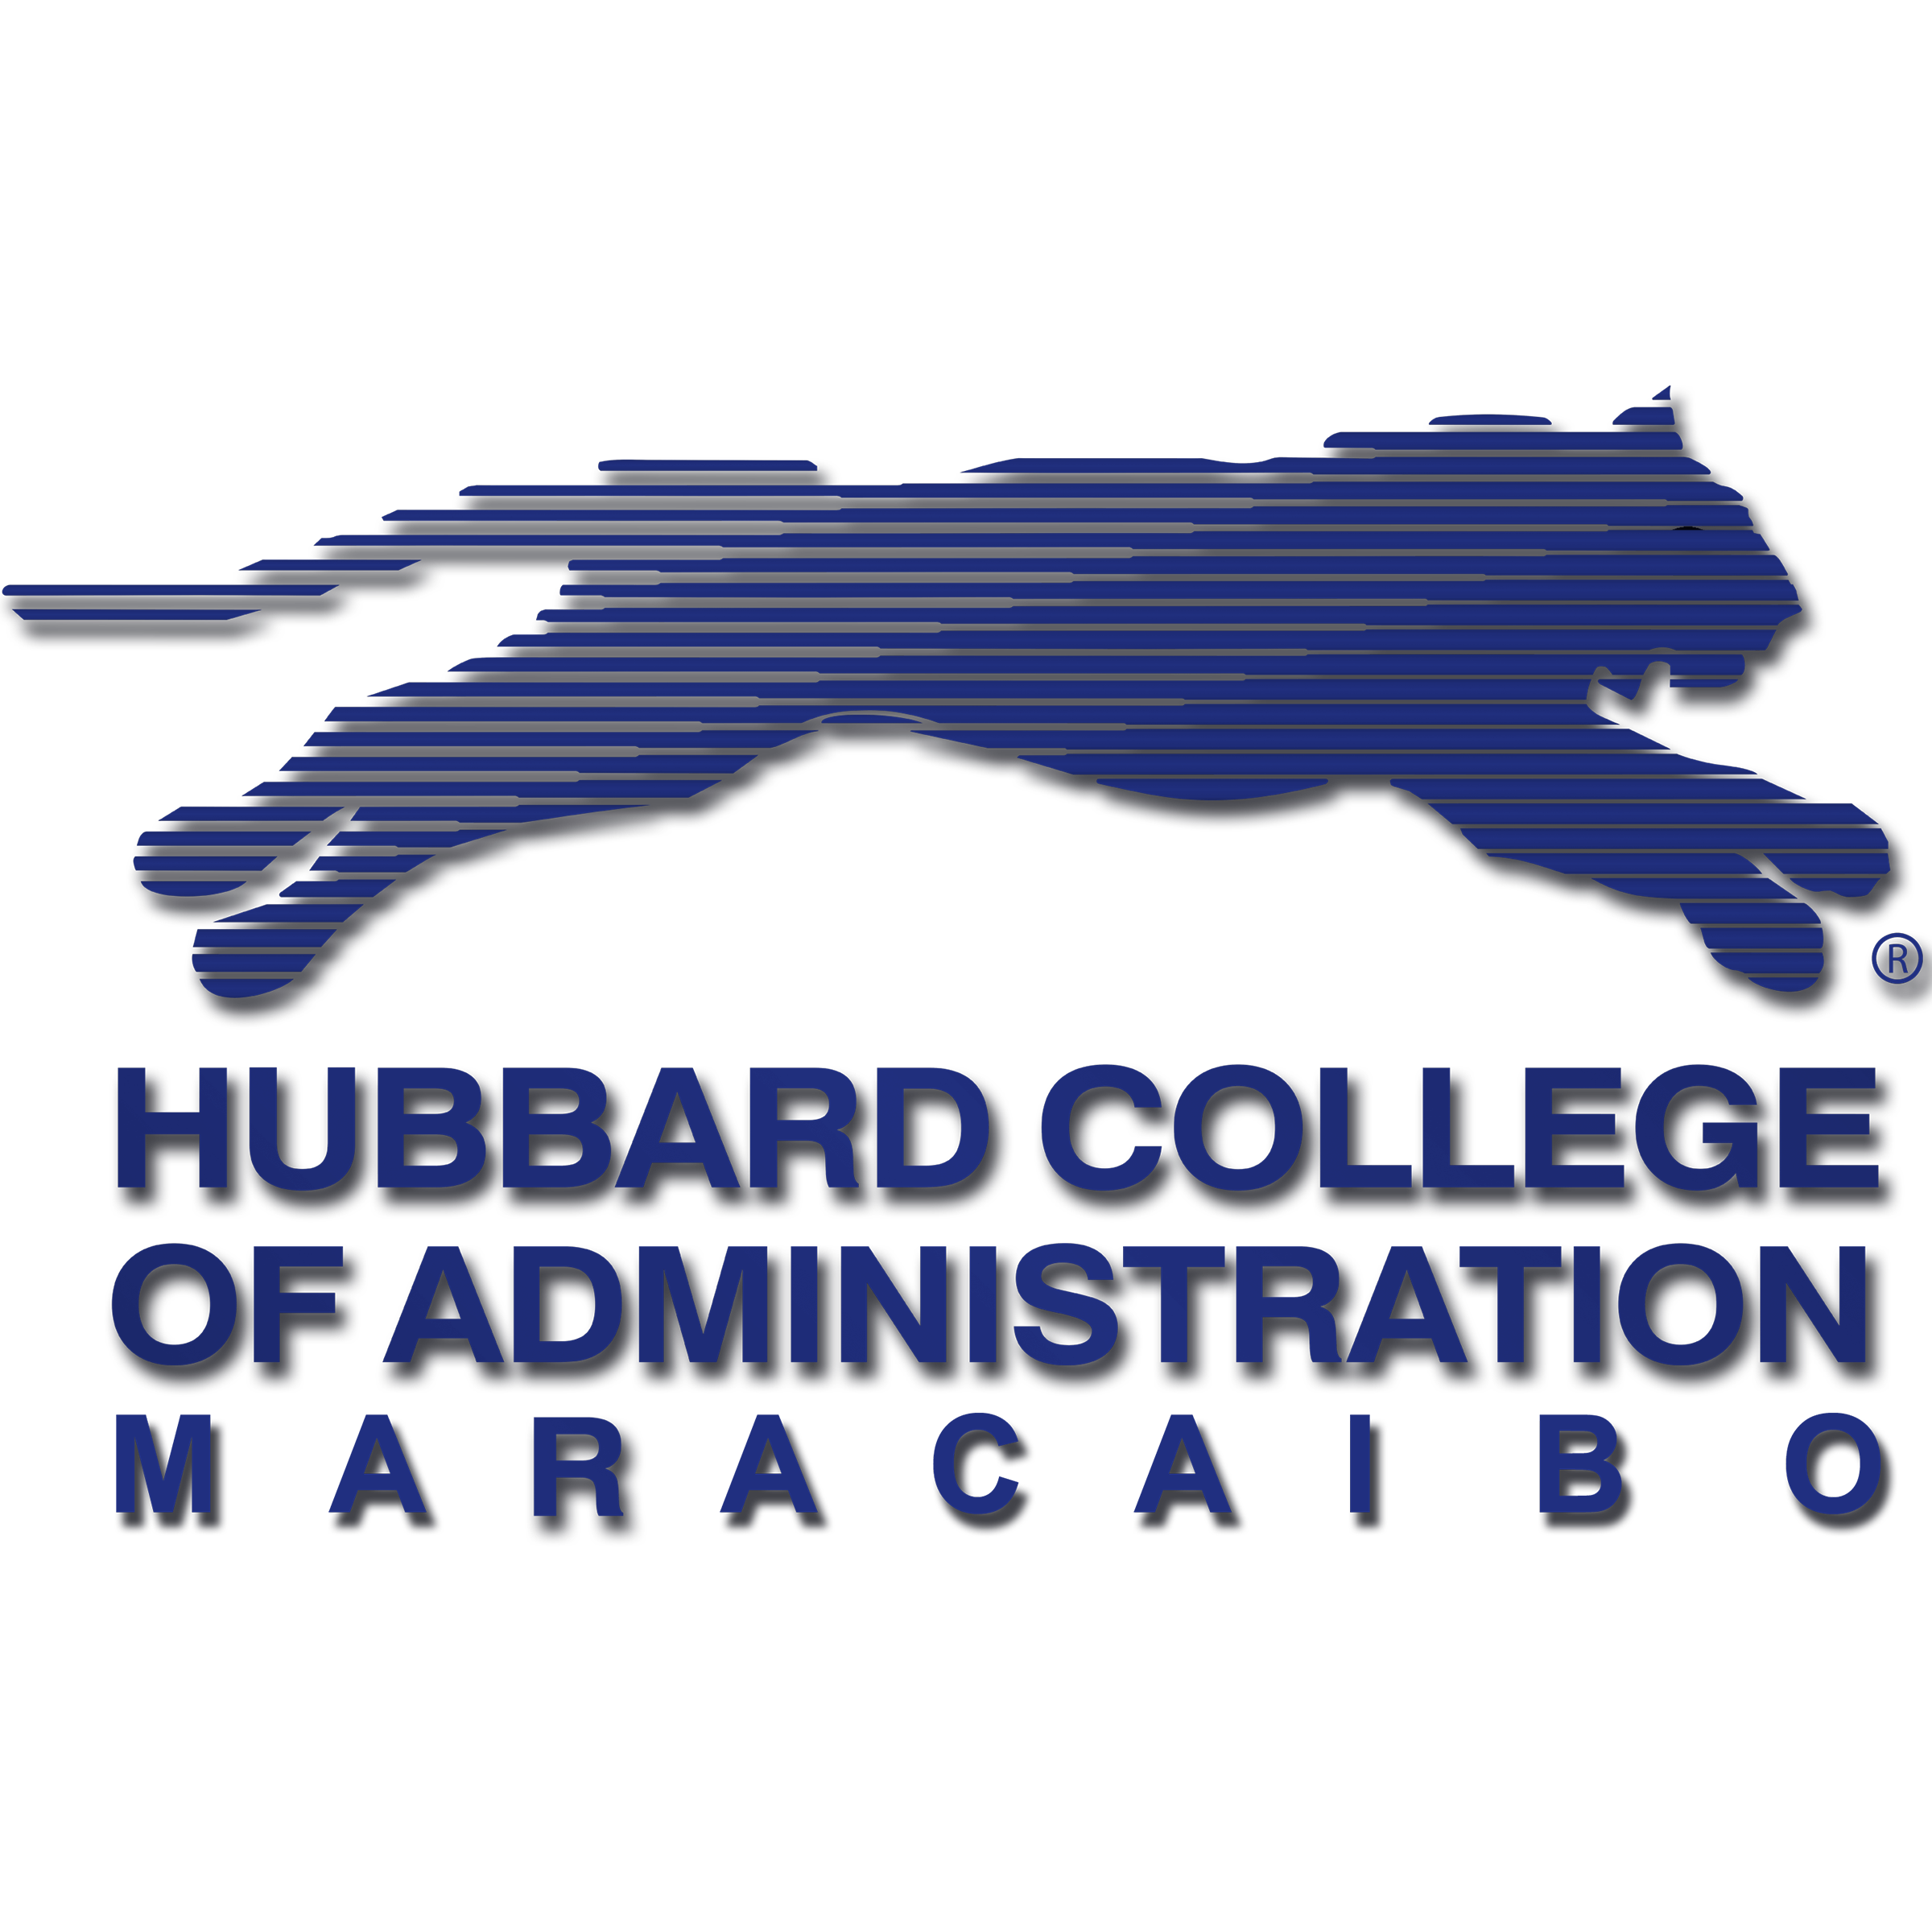 ®
HUBBARD COLLEGE
OF ADMINISTRATION
MARACAIBO